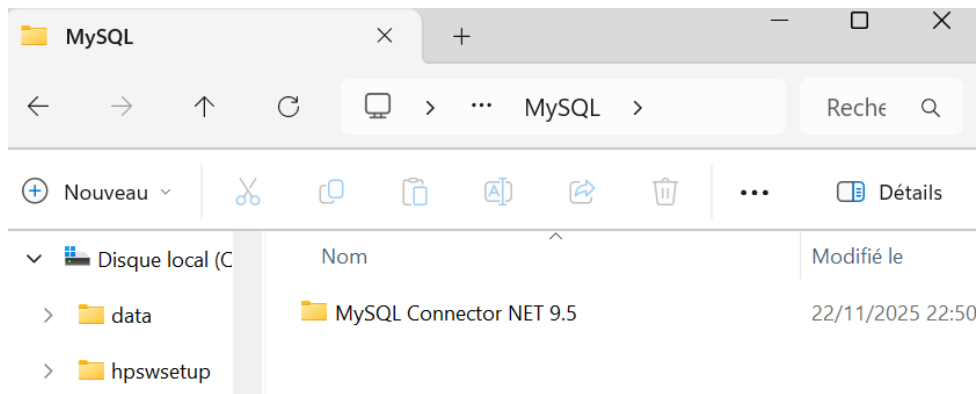 MySQL
MySQL
Reche
Nouveau
Détails
Disque local (C
Nom
Modifié le
data
MySQL Connector NET 9.5
22/11/2025 22:50
hpswsetup